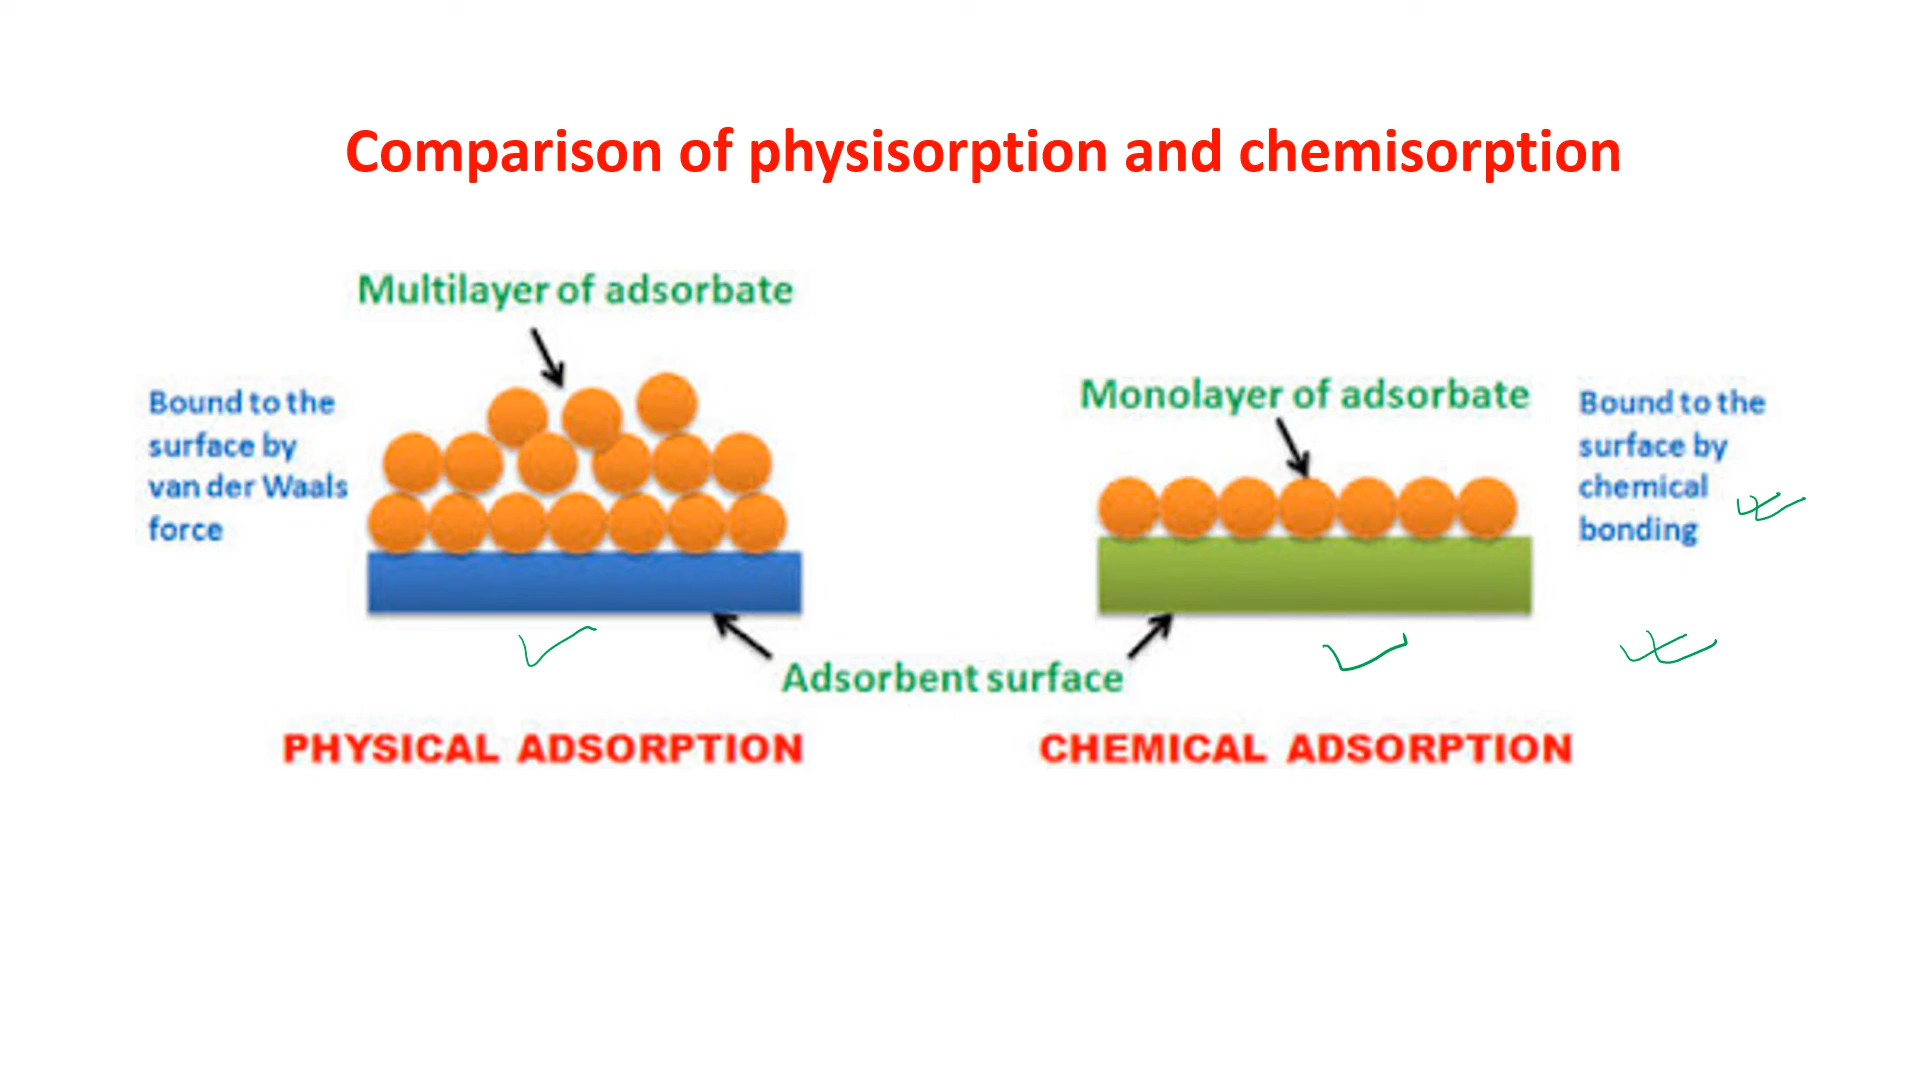 Comparison of physisorption and chemisorption
Multilayer of adsorbate
Bound to the
surface by
van der Waals
force
Monolayer of adsorbate
Bound to the
surface by
chemical
bonding
Adsorbent surface
PHYSICAL ADSORPTION
CHEMICAL ADSORPTION